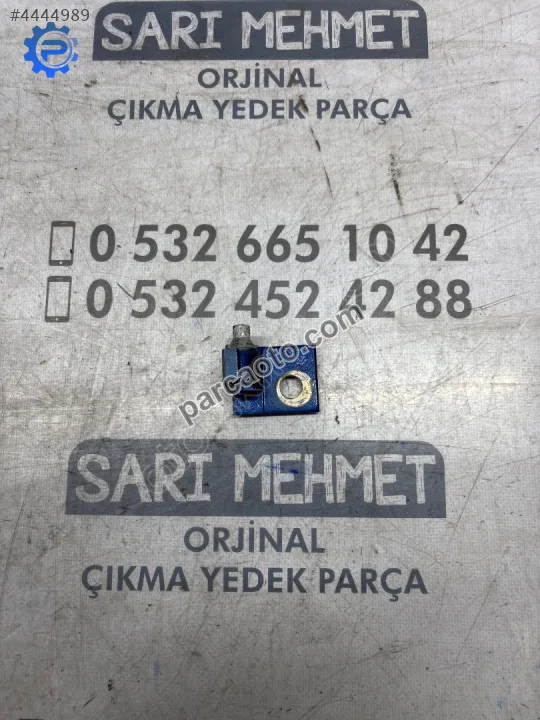 #4444989
SARI MEHMET
ORJİNAL
ÇIKMA YEDEK PARÇA
0 532 665 10 42
0 532 452 42 88
parcaoto.com
SARI MEHMET
ORJİNAL
ÇIKMA YEDEK PARÇA